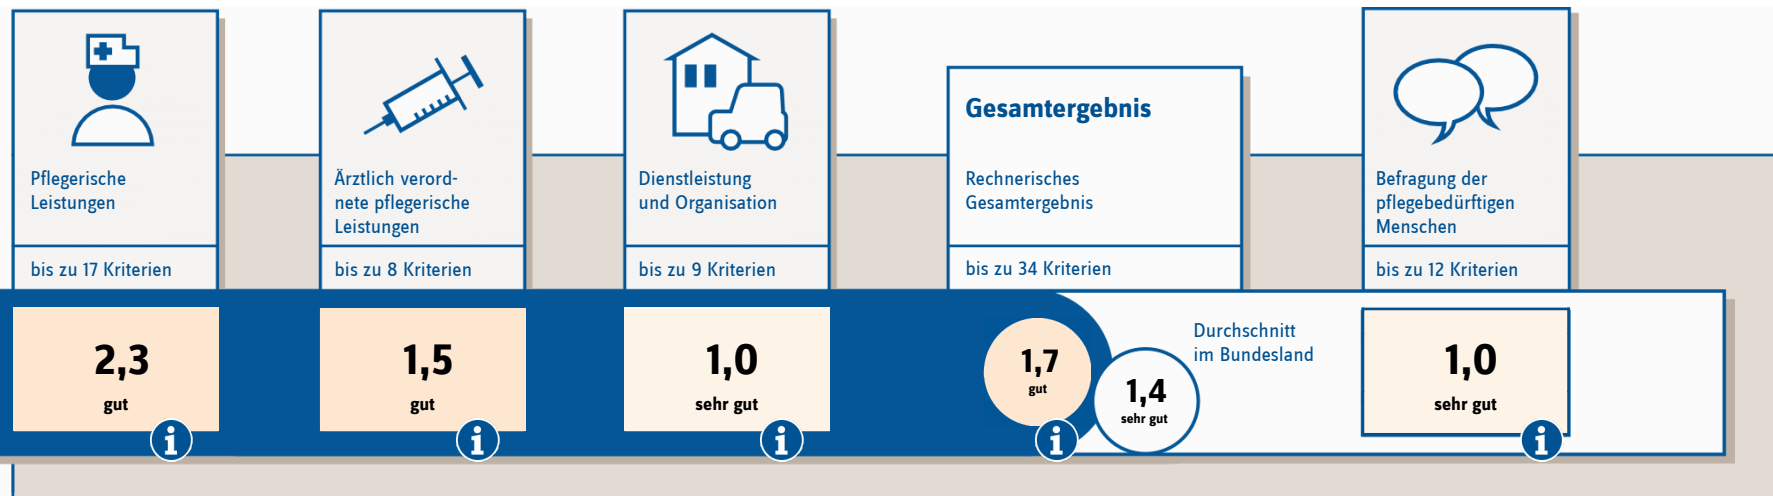 Pflegerische
Leistungen
bis zu 17 Kriterien
2,3
gut
i
Ärztlich verord-
nete pflegerische
Leistungen
bis zu 8 Kriterien
1,5
gut
i
Dienstleistung
und Organisation
bis zu 9 Kriterien
1,0
sehr gut
i
Gesamtergebnis
Rechnerisches
Gesamtergebnis
bis zu 34 Kriterien
1,7
gut
i
1,4
sehr gut
Durchschnitt
im Bundesland
Befragung der
pflegebedürftigen
Menschen
bis zu 12 Kriterien
1,0
sehr gut
i